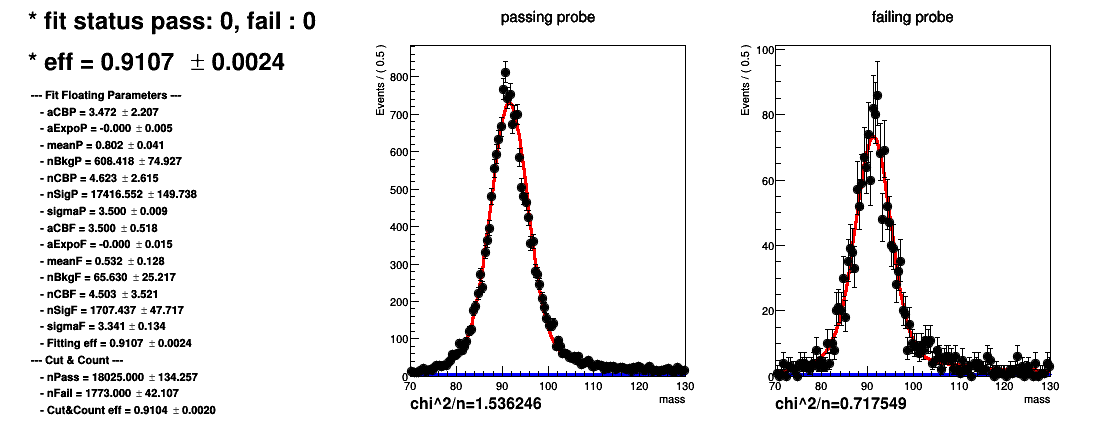 * fit status pass: 0, fail : 0
* eff = 0.9107 ± 0.0024
--- Fit Floating Parameters ---
- aCBP = 3.472 ± 2.207
- aExpoP = -0.000 ± 0.005
- meanP = 0.802 ± 0.041
- nBkgP = 608.418 ± 74.927
- nCBP = 4.623 ± 2.615
- nSigP = 17416.552 ± 149.738
- sigmaP = 3.500 ± 0.009
- aCBF = 3.500 ± 0.518
- aExpoF = -0.000 ± 0.015
- meanF = 0.532 ± 0.128
- nBkgF = 65.630 ± 25.217
- nCBF = 4.503 ± 3.521
- nSigF = 1707.437 ± 47.717
- sigmaF = 3.341 ± 0.134
- Fitting eff = 0.9107 ± 0.0024
--- Cut & Count ---
- nPass = 18025.000 ± 134.257
- nFail = 1773.000 ± 42.107
- Cut&Count eff = 0.9104 ± 0.0020
passing probe
Events / ( 0.5 )
800
700
600
500
400
300
200
100
0
70 80 90 100 110 120 130
mass
chi^2/n=1.536246
failing probe
Events / ( 0.5 )
100
80
60
40
20
0
70 80 90 100 110 120 130
mass
chi^2/n=0.717549